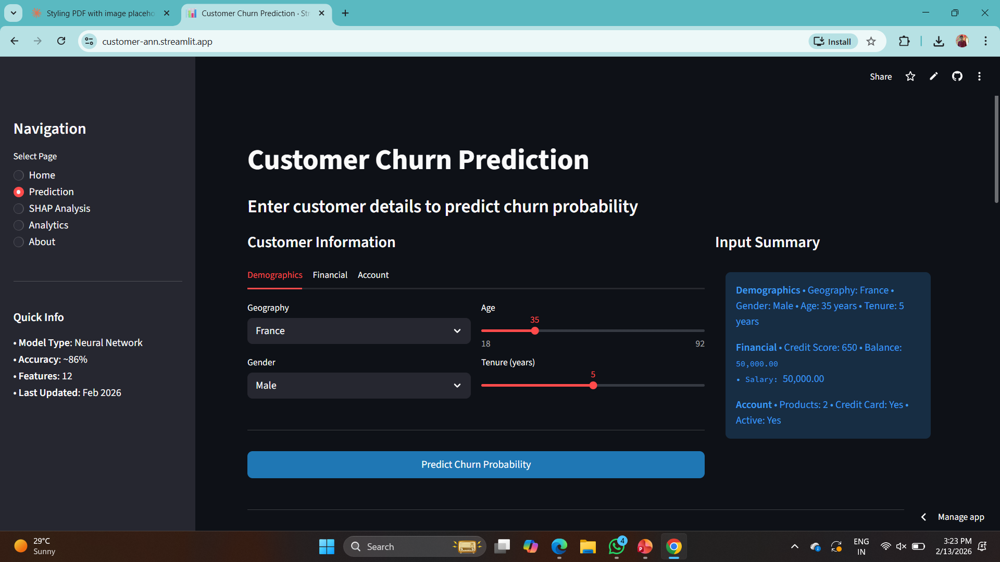 Styling PDF with image placeho
Customer Churn Prediction · Str
customer-ann.streamlit.app
Install
Share
Navigation
Select Page
Home
Prediction
SHAP Analysis
Analytics
About
Quick Info
• Model Type: Neural Network
• Accuracy: ~86%
• Features: 12
• Last Updated: Feb 2026
Customer Churn Prediction
Enter customer details to predict churn probability
Customer Information
Demographics Financial Account
Geography
France
Age
35
18 92
Gender
Male
Tenure (years)
5
Predict Churn Probability
Input Summary
Demographics • Geography: France •
Gender: Male • Age: 35 years • Tenure: 5
years
Financial • Credit Score: 650 • Balance:
50,000.00
• Salary: 50,000.00
Account • Products: 2 • Credit Card: Yes •
Active: Yes
Manage app
29°C
Sunny
Search
4
P
ENG
IN
3:23 PM
2/13/2026